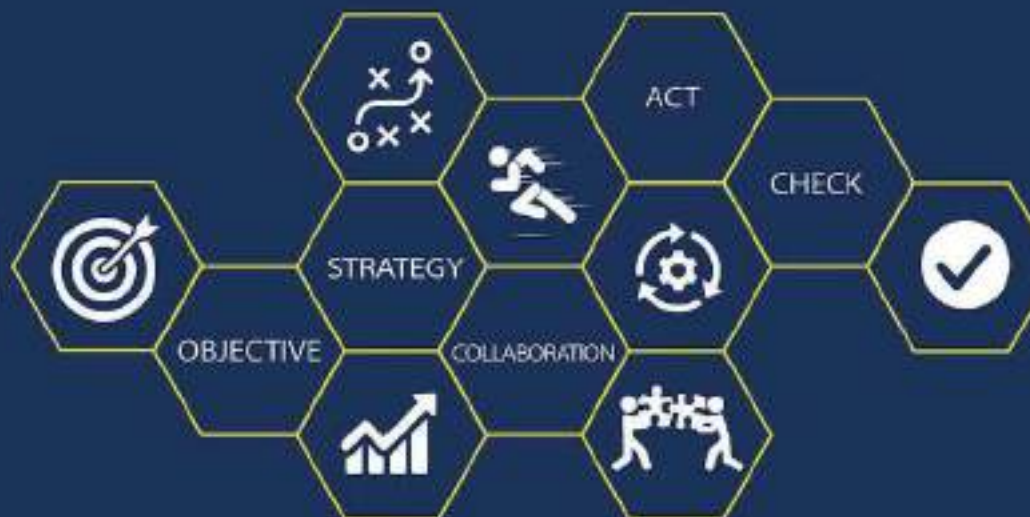 ACT
CHECK
STRATEGY
OBJECTIVE
COLLABORATION